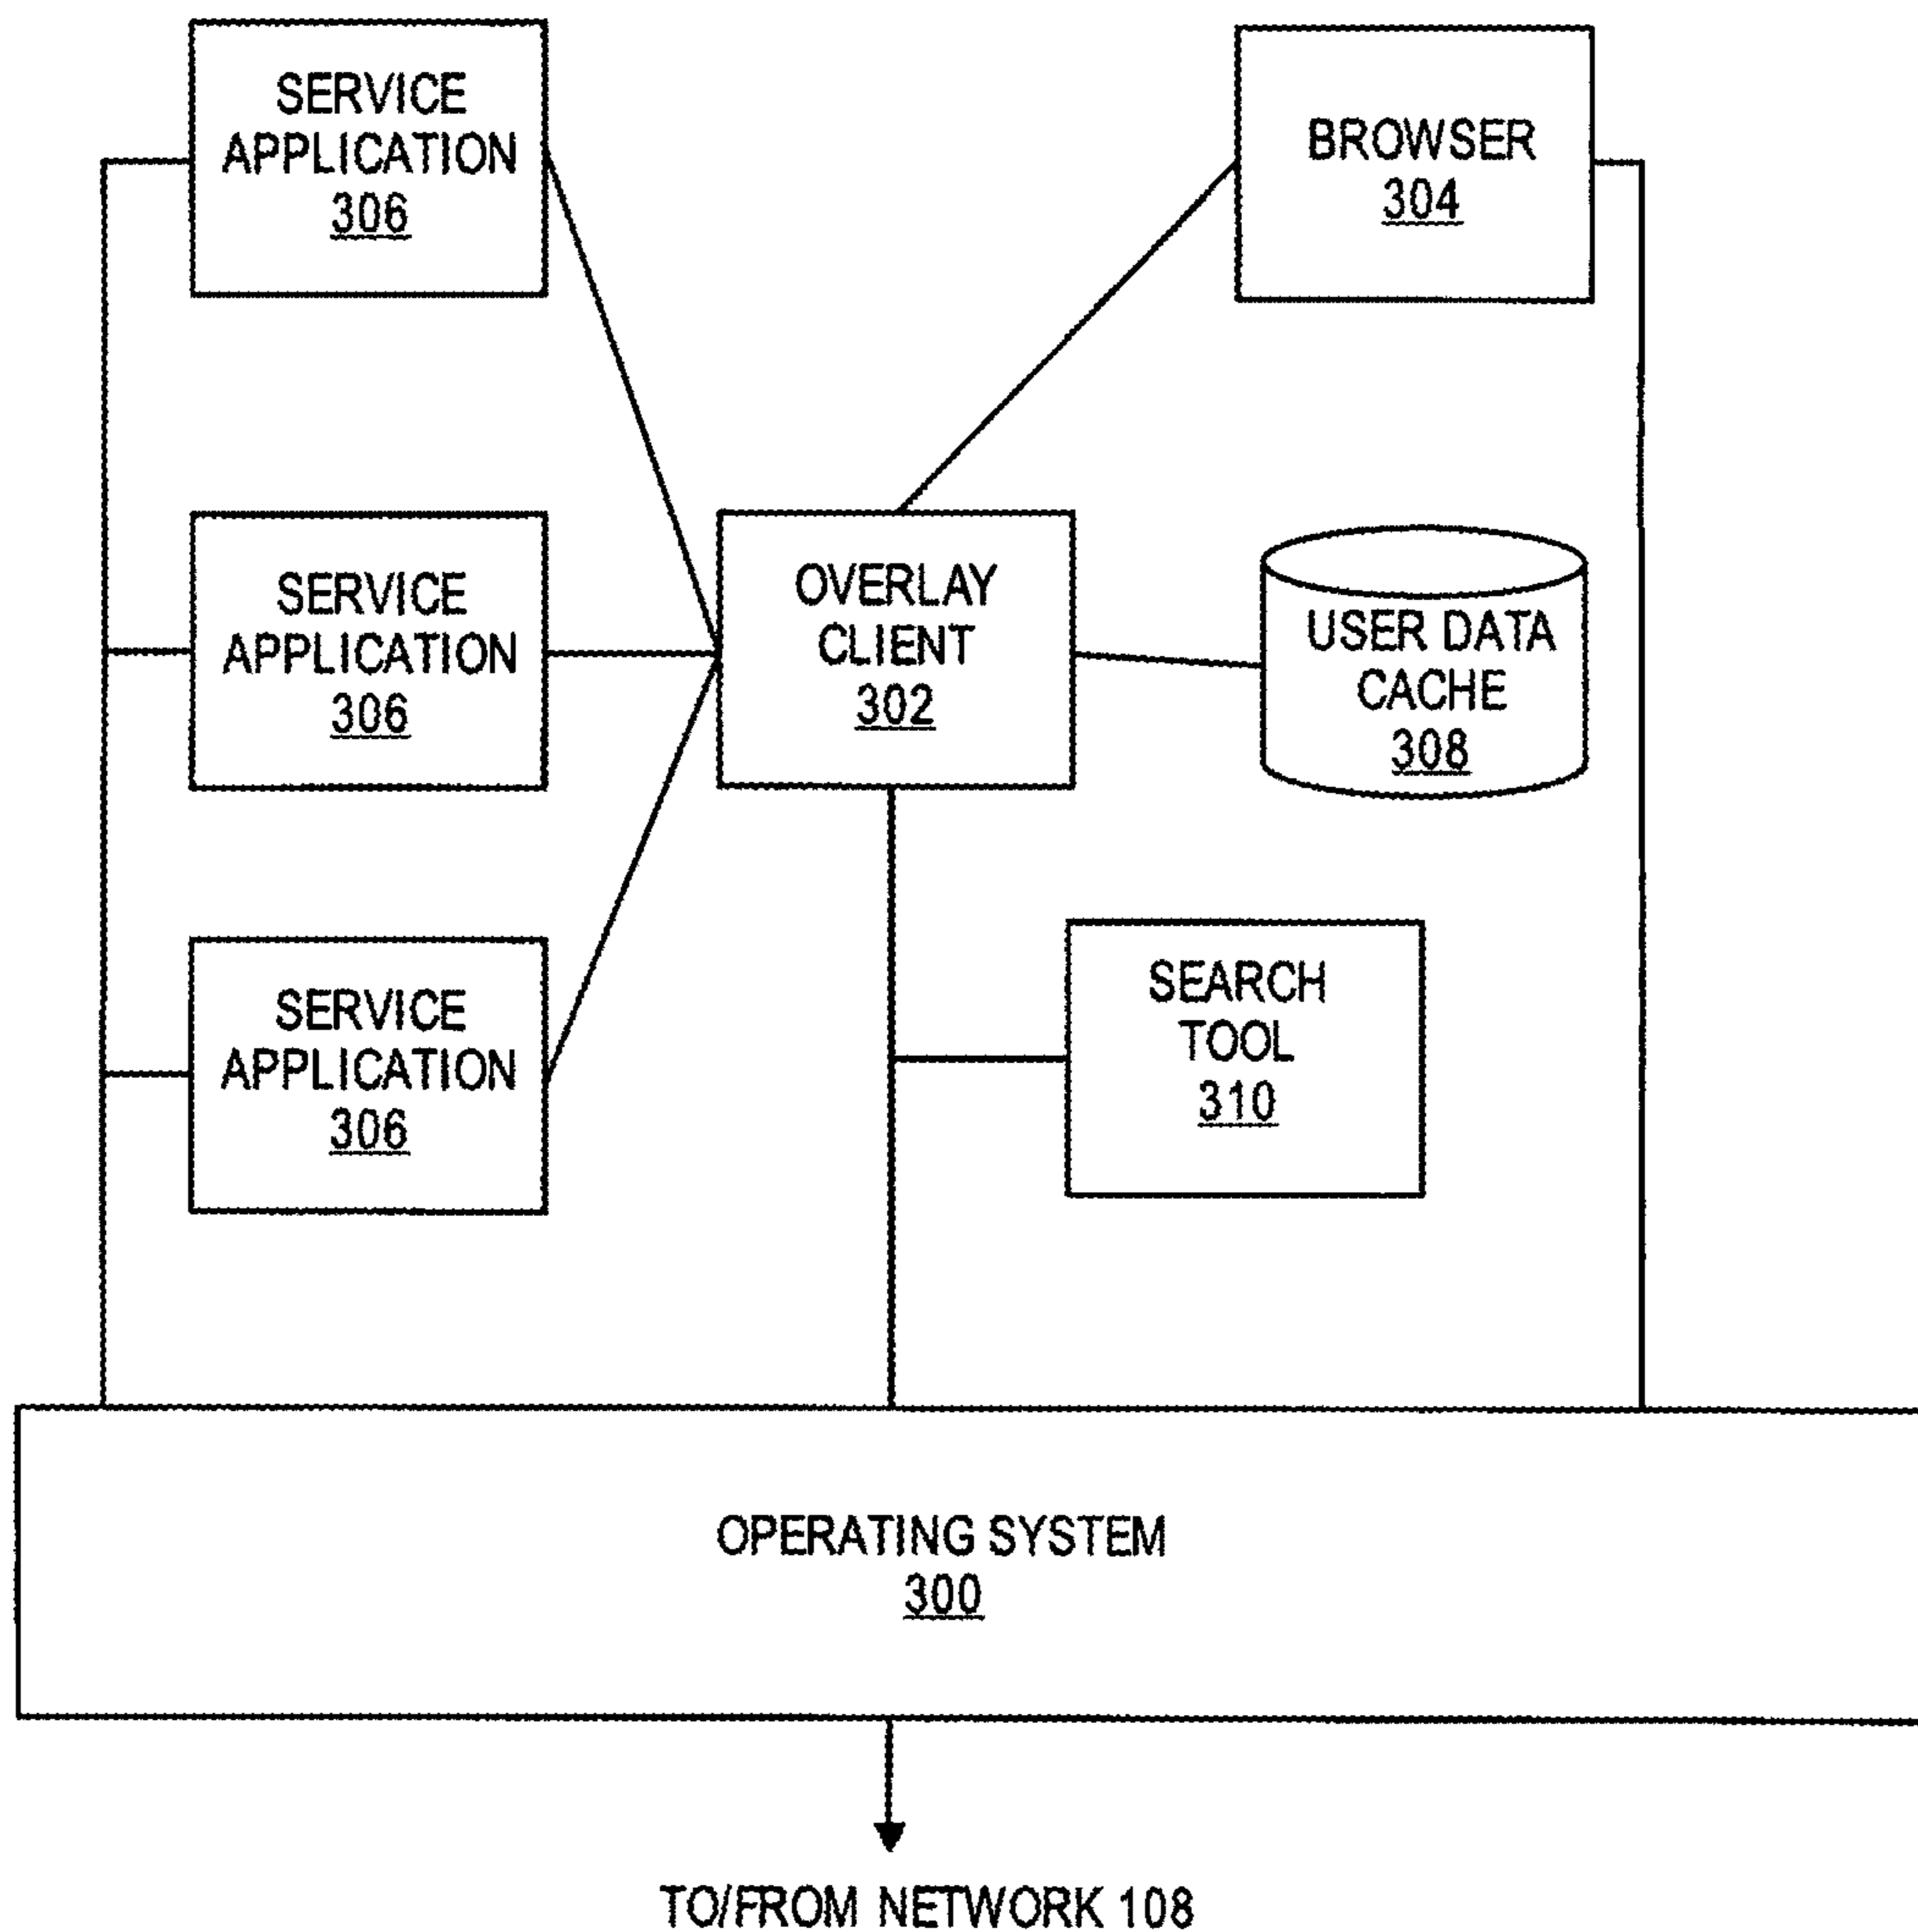 SERVICE
APPLICATION
306
BROWSER
304
SERVICE
APPLICATION
306
OVERLAY
CLIENT
302
USER DATA
CACHE
308
SERVICE
APPLICATION
306
SEARCH
TOOL
310
OPERATING SYSTEM
300
TO/FROM NETWORK 108